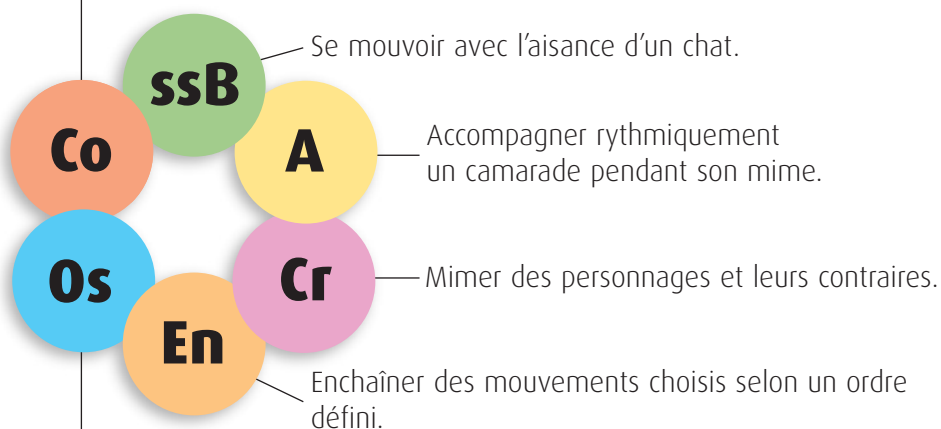 ssB
Se mouvoir avec l’aisance d’un chat.
Co
A
Accompagner rythmiquement
un camarade pendant son mime.
Os
Cr
Mimer des personnages et leurs contraires.
En
Enchaîner des mouvements choisis selon un ordre
défini.